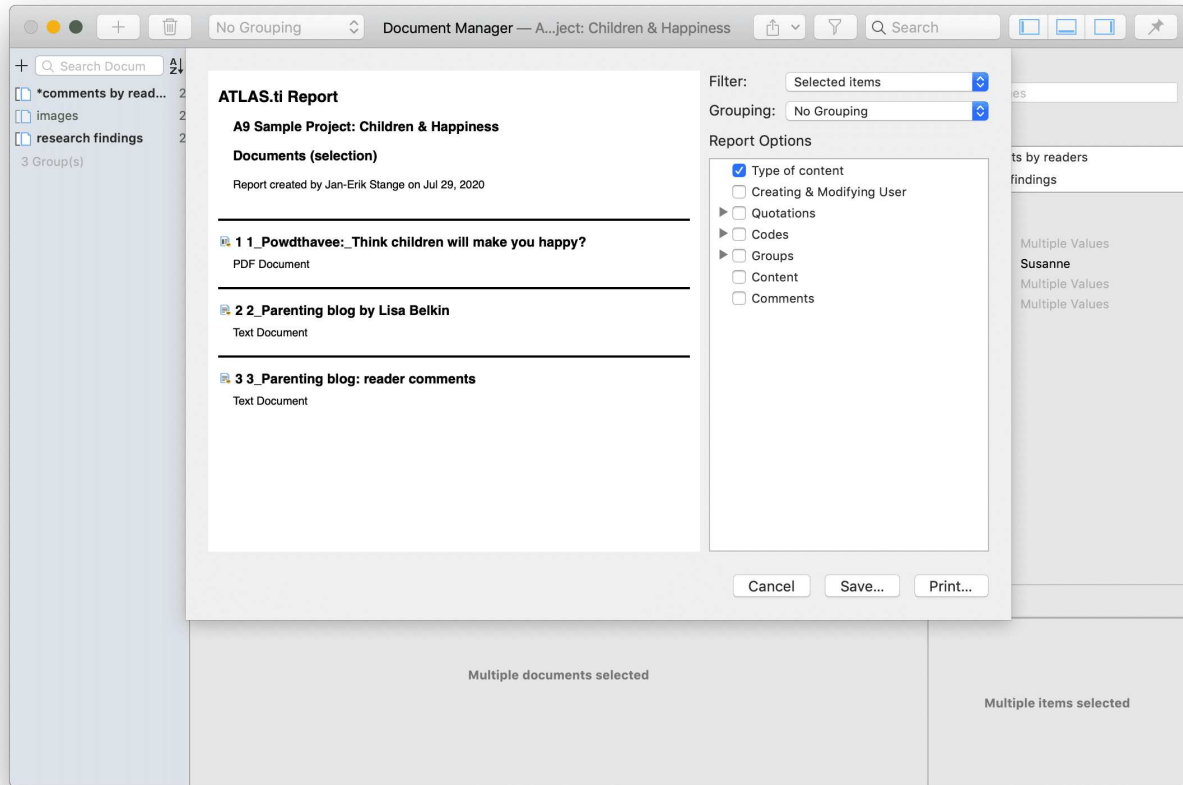 No Grouping
Document Manager — A...ject: Children & Happiness
Search
Search Docum
*comments by read... 2
images 2
research findings 2
3 Group(s)
ATLAS.ti Report
A9 Sample Project: Children & Happiness
Documents (selection)
Report created by Jan-Erik Stange on Jul 29, 2020
1 1_Powdthavee:_Think children will make you happy?
PDF Document
2 2_Parenting blog by Lisa Belkin
Text Document
3 3_Parenting blog: reader comments
Text Document
Filter: Selected items
Grouping: No Grouping
Report Options
Type of content
Creating & Modifying User
Quotations
Codes
Groups
Content
Comments
Cancel Save... Print...
es
ts by readers
findings
Multiple Values
Susanne
Multiple Values
Multiple Values
Multiple documents selected
Multiple items selected